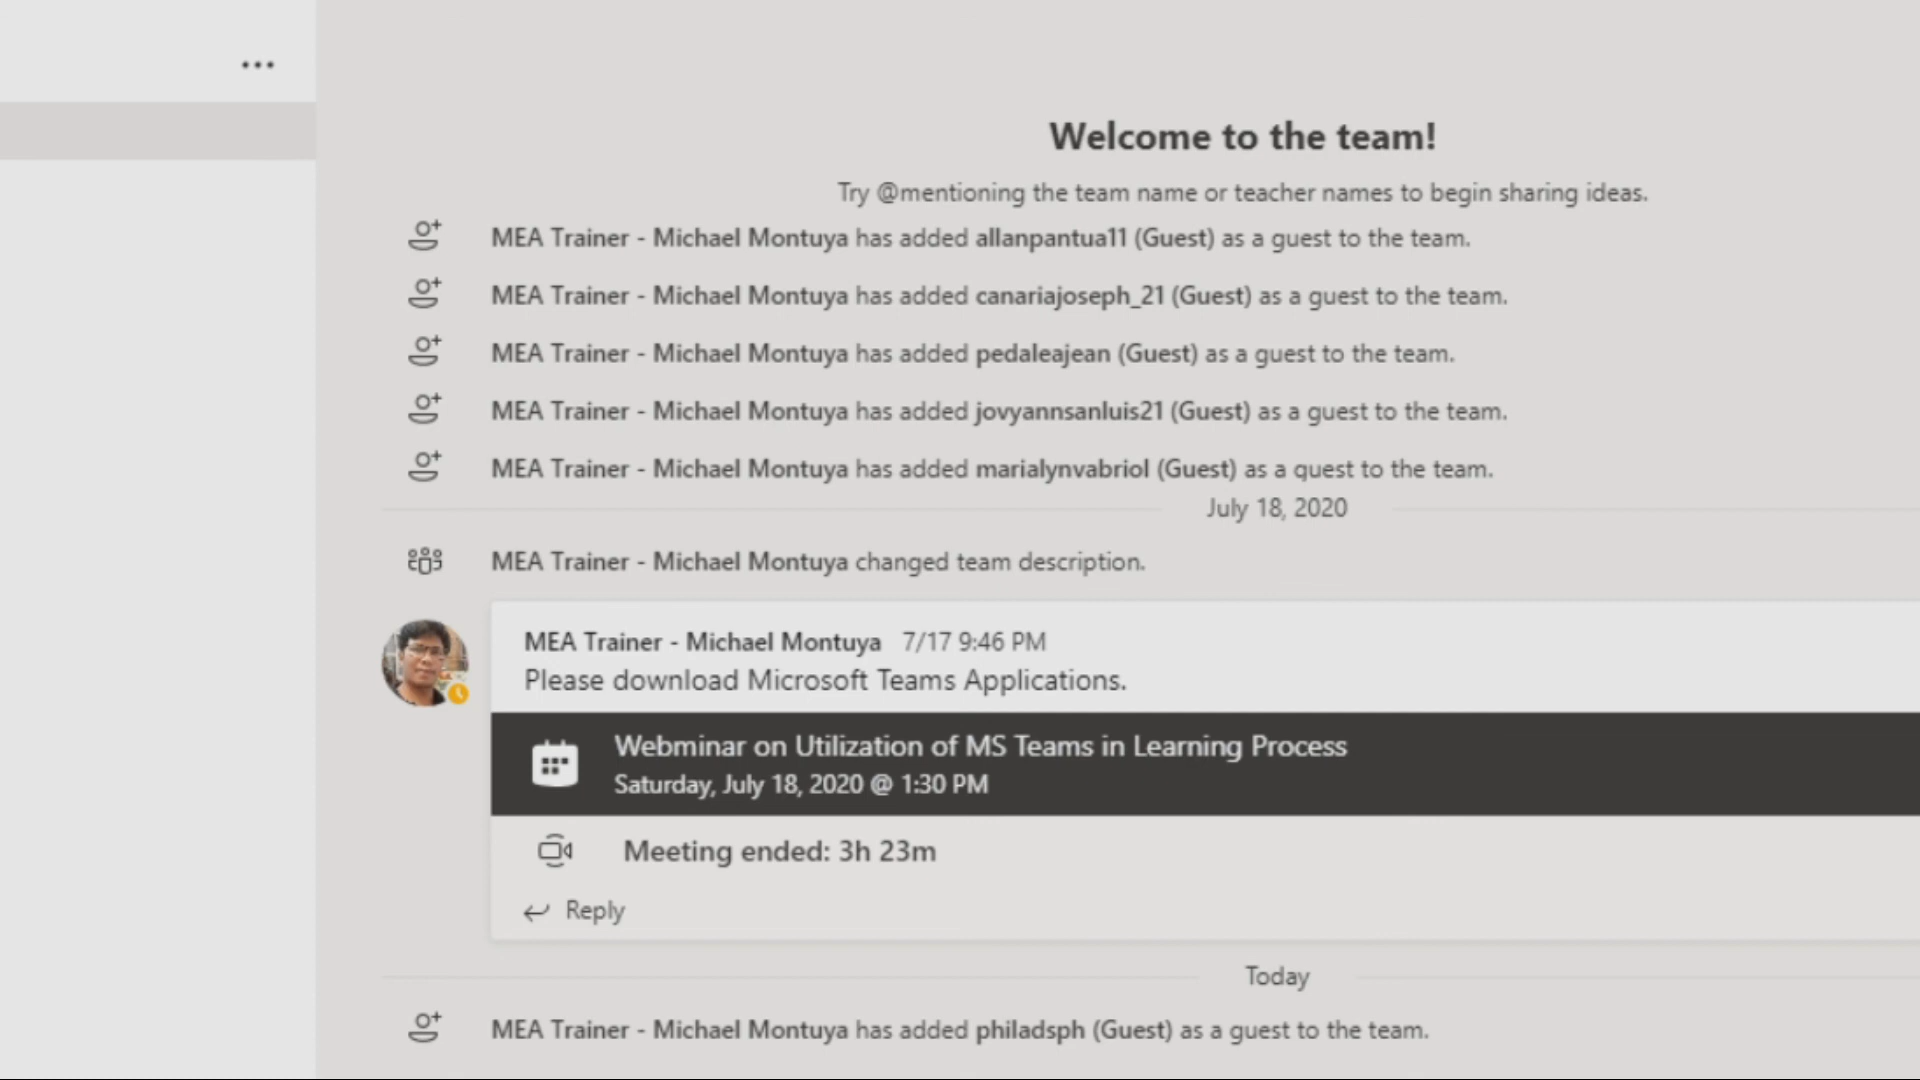 Welcome to the team!
Try @mentioning the team name or teacher names to begin sharing ideas.
MEA Trainer - Michael Montuya has added allanpantua11 (Guest) as a guest to the team.
MEA Trainer - Michael Montuya has added canariajoseph_21 (Guest) as a guest to the team.
MEA Trainer - Michael Montuya has added pedaleajean (Guest) as a guest to the team.
MEA Trainer - Michael Montuya has added jovyannsanluis21 (Guest) as a guest to the team.
MEA Trainer - Michael Montuya has added marialynvabriol (Guest) as a guest to the team.
July 18, 2020
MEA Trainer - Michael Montuya changed team description.
MEA Trainer - Michael Montuya 7/17 9:46 PM
Please download Microsoft Teams Applications.
Webminar on Utilization of MS Teams in Learning Process
Saturday, July 18, 2020 @ 1:30 PM
Meeting ended: 3h 23m
Reply
Today
MEA Trainer - Michael Montuya has added philadsph (Guest) as a guest to the team.